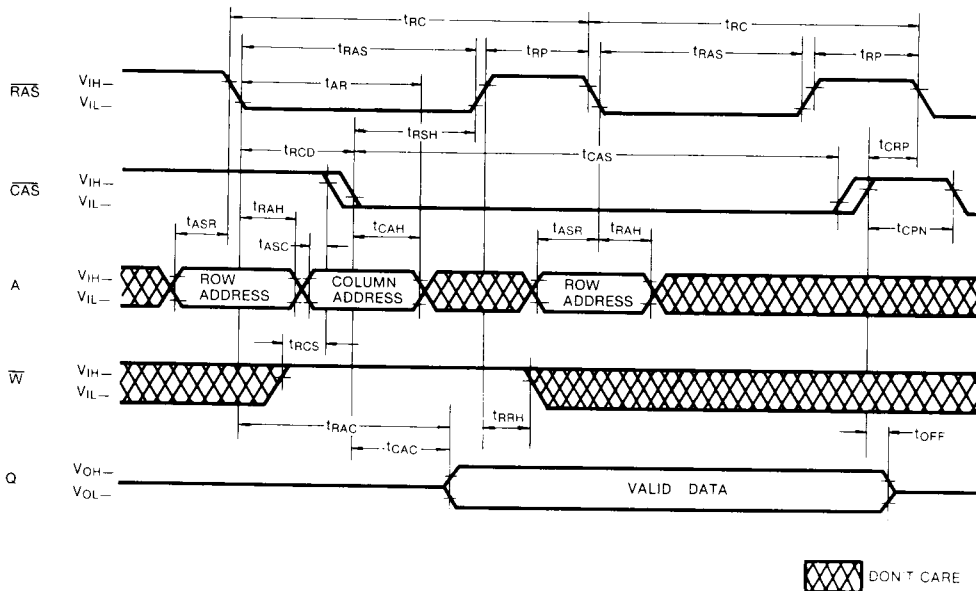 tRC tRC
tRAS tRP tRAS tRP
RAS VIH— VIL—
tAR
tRSH
tRCD tCAS tCRP
CAS VIH— VIL—
tASR tRAH tCAH tASR tRAH tCPN
tASC
A VIH— VIL—
ROW ADDRESS
COLUMN ADDRESS
ROW ADDRESS
tRCS
W VIH— VIL—
tRAC tRRH tOFF
tCAC
Q VOH— VOL—
VALID DATA
DON'T CARE